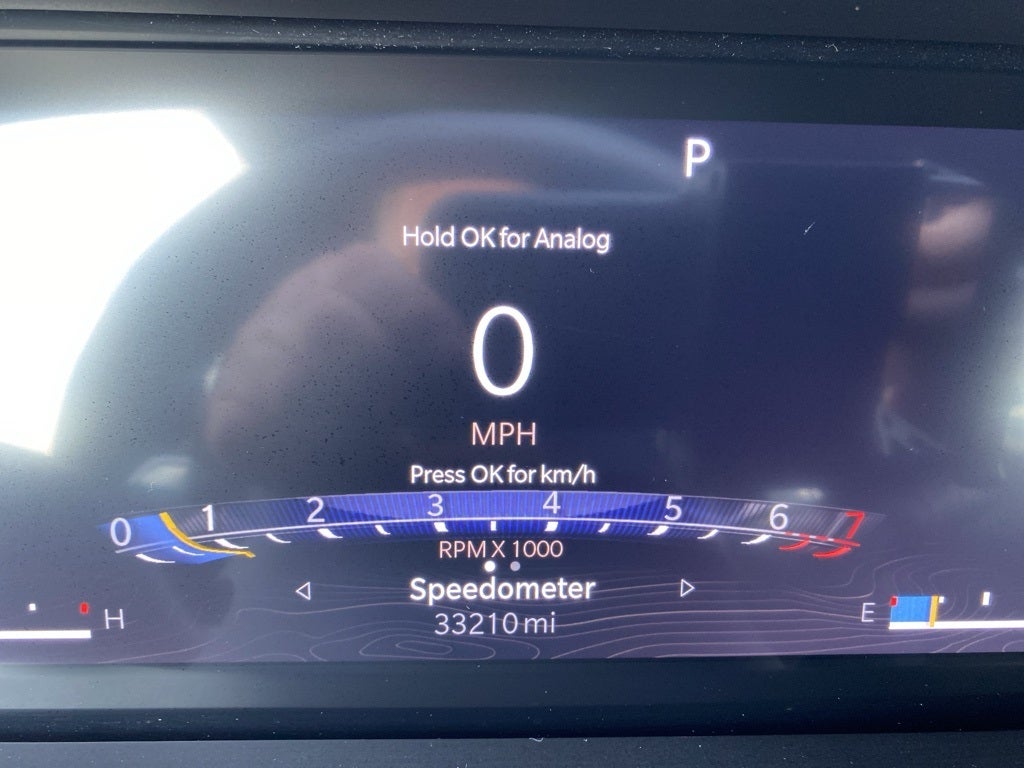 P
Hold OK for Analog
0
MPH
Press OK for km/h
0 1 2 3 4 5 6 7
RPM X 1000
Speedometer
33210 mi
H
E